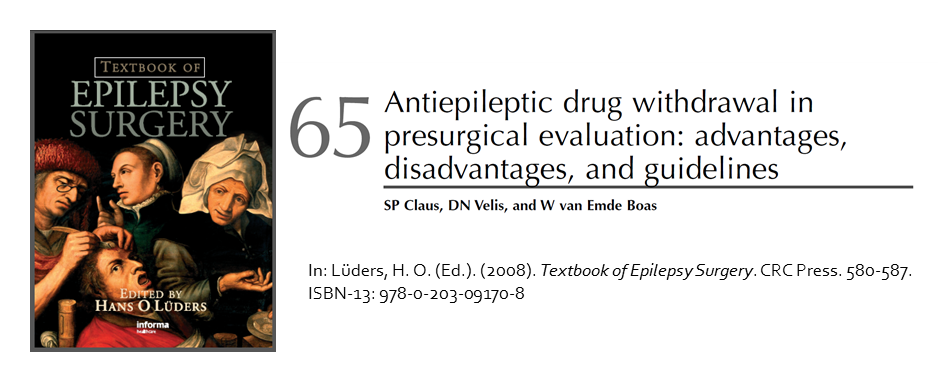 TEXTBOOK OF
EPILEPSY
SURGERY
EDITED BY
HANS O LÜDERS
informa
healthcare
65
Antiepileptic drug withdrawal in
presurgical evaluation: advantages,
disadvantages, and guidelines
SP Claus, DN Velis, and W van Emde Boas
In: Lüders, H. O. (Ed.). (2008). Textbook of Epilepsy Surgery. CRC Press. 580-587.
ISBN-13: 978-0-203-09170-8